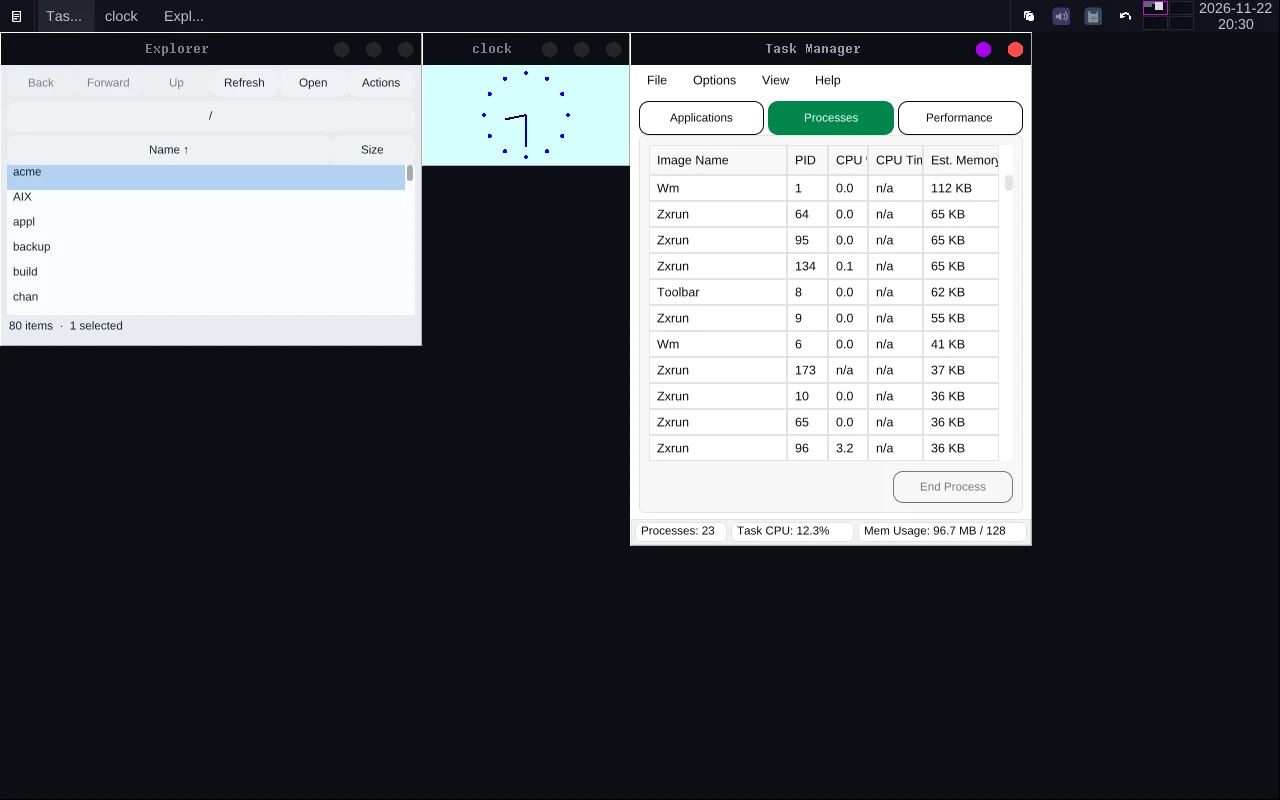 Tas... clock Expl... 2026-11-22
20:30
Explorer
Back Forward Up Refresh Open Actions
/
Name ↑ Size
acme
AIX
appl
backup
build
chan
80 items · 1 selected
clock
Task Manager
File Options View Help
Applications Processes Performance
Image Name PID CPU CPU Tim Est. Memory
Wm 1 0.0 n/a 112 KB
Zxrun 64 0.0 n/a 65 KB
Zxrun 95 0.0 n/a 65 KB
Zxrun 134 0.1 n/a 65 KB
Toolbar 8 0.0 n/a 62 KB
Zxrun 9 0.0 n/a 55 KB
Wm 6 0.0 n/a 41 KB
Zxrun 173 n/a n/a 37 KB
Zxrun 10 0.0 n/a 36 KB
Zxrun 65 0.0 n/a 36 KB
Zxrun 96 3.2 n/a 36 KB
End Process
Processes: 23 Task CPU: 12.3% Mem Usage: 96.7 MB / 128